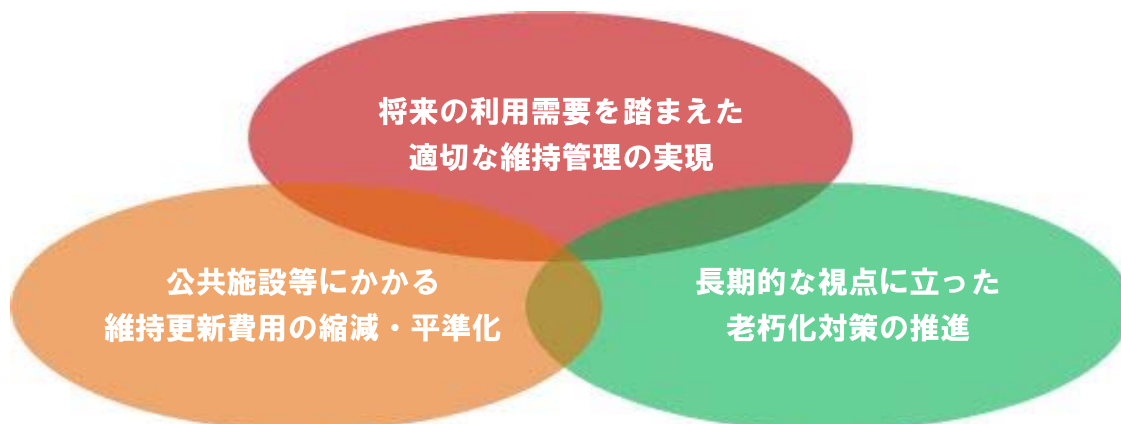 将来の利用需要を踏まえた
適切な維持管理の実現
公共施設等にかかる
維持更新費用の縮減・平準化
長期的な視点に立った
老朽化対策の推進